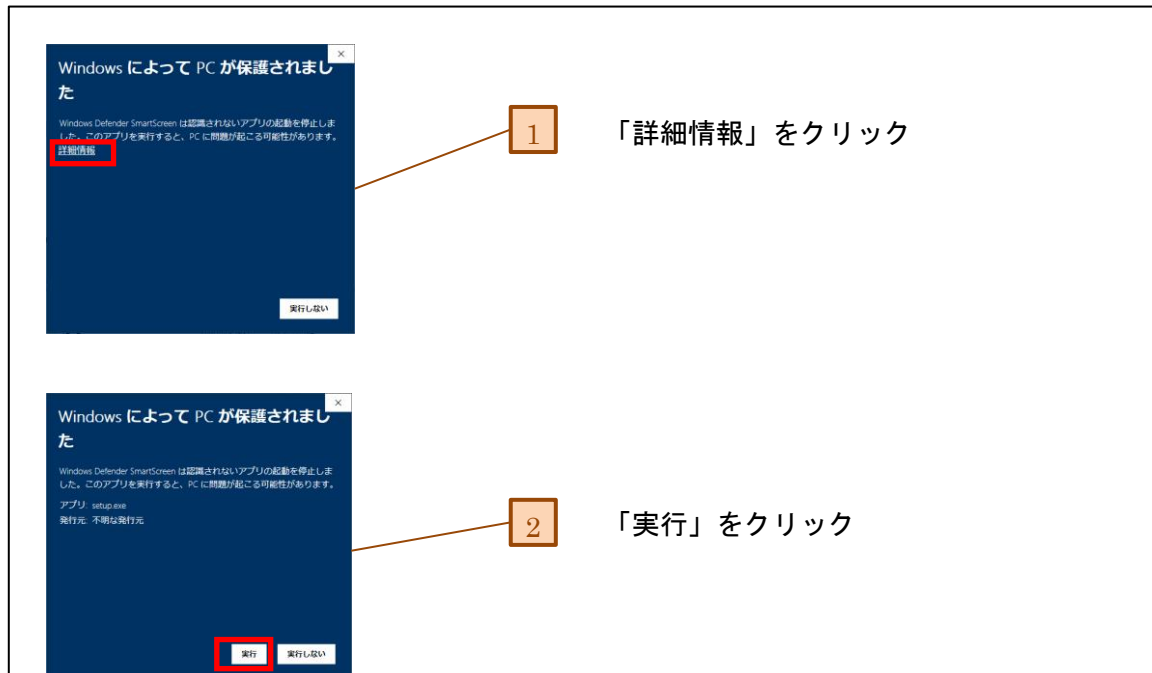 ×
Windows によって PC が保護されまし
た
Windows Defender SmartScreen は認識されないアプリの起動を停止しま
した。このアプリを実行すると、PC に問題が起こる可能性があります。
詳細情報
実行しない
1
「詳細情報」をクリック
×
Windows によって PC が保護されまし
た
Windows Defender SmartScreen は認識されないアプリの起動を停止しま
した。このアプリを実行すると、PC に問題が起こる可能性があります。
アプリ: setup.exe
発行元: 不明な発行元
実行 実行しない
2
「実行」をクリック